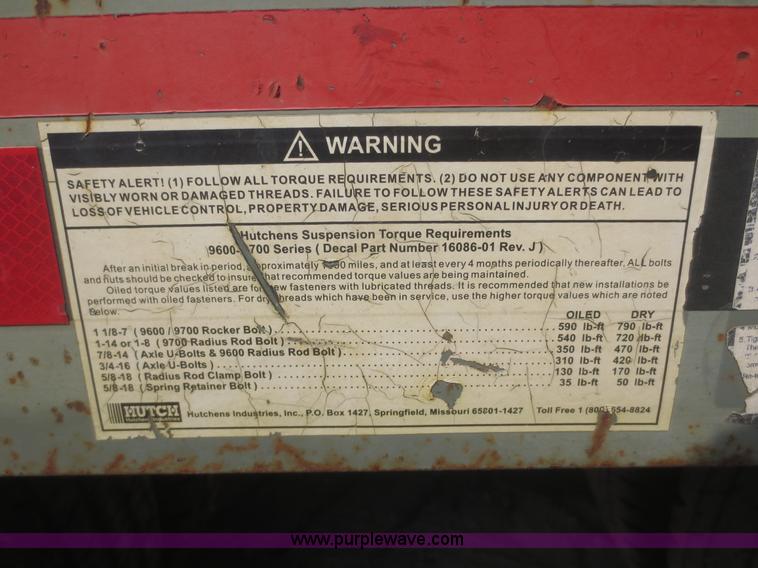 WARNING
SAFETY ALERT! (1) FOLLOW ALL TORQUE REQUIREMENTS. (2) DO NOT USE ANY COMPONENT WITH
VISIBLY WORN OR DAMAGED THREADS. FAILURE TO FOLLOW THESE SAFETY ALERTS CAN LEAD TO
LOSS OF VEHICLE CONTROL, PROPERTY DAMAGE, SERIOUS PERSONAL INJURY OR DEATH.
Hutchens Suspension Torque Requirements
9600- 9700 Series ( Decal Part Number 16086-01 Rev. J )
After an initial break in period, approximately miles, and at least every 4 months periodically thereafter, ALL bolts
and nuts should be checked to insure that recommended torque values are being maintained.
Oiled torque values listed are for new fasteners with lubricated threads. It is recommended that new installations be
performed with oiled fasteners. For dry threads which have been in service, use the higher torque values which are noted
Below.
OILED DRY
1 1/8-7 ( 9600 / 9700 Rocker Bolt ) 590 lb-ft 790 lb-ft
1-14 or 1-8 ( 9700 Radius Rod Bolt ) 540 lb-ft 720 lb-ft
7/8-14 ( Axle U-Bolts & 9600 Radius Rod Bolt ) 350 lb-ft 470 lb-ft
3/4-16 ( Axle U-Bolts ) 310 lb-ft 420 lb-ft
5/8-18 ( Radius Rod Clamp Bolt ) 130 lb-ft 170 lb-ft
5/8-18 ( Spring Retainer Bolt ) 35 lb-ft 50 lb-ft
HUTCH
Hutchens Industries
Hutchens Industries, Inc., P.O. Box 1427, Springfield, Missouri 65801-1427 Toll Free 1 (800) 654-8824
www.purplewave.com